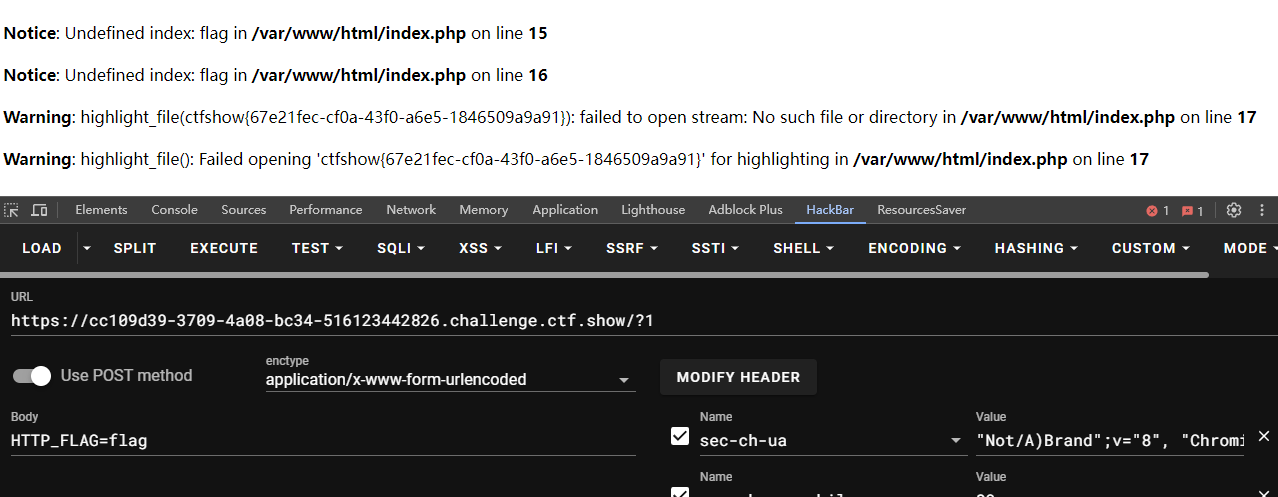 Notice: Undefined index: flag in /var/www/html/index.php on line 15
Notice: Undefined index: flag in /var/www/html/index.php on line 16
Warning: highlight_file(ctfshow{67e21fec-cf0a-43f0-a6e5-1846509a9a91}): failed to open stream: No such file or directory in /var/www/html/index.php on line 17
Warning: highlight_file(): Failed opening 'ctfshow{67e21fec-cf0a-43f0-a6e5-1846509a9a91}' for highlighting in /var/www/html/index.php on line 17
Elements Console Sources Performance Network Memory Application Lighthouse Adblock Plus HackBar ResourcesSaver 1 1
LOAD SPLIT EXECUTE TEST SQLI XSS LFI SSRF SSTI SHELL ENCODING HASHING CUSTOM MODE
URL
https://cc109d39-3709-4a08-bc34-516123442826.challenge.ctf.show/?1
Use POST method
enctype
application/x-www-form-urlencoded
MODIFY HEADER
Body
HTTP_FLAG=flag
Name
sec-ch-ua
Value
"Not/A)Brand";v="8", "Chromi
Name
Value